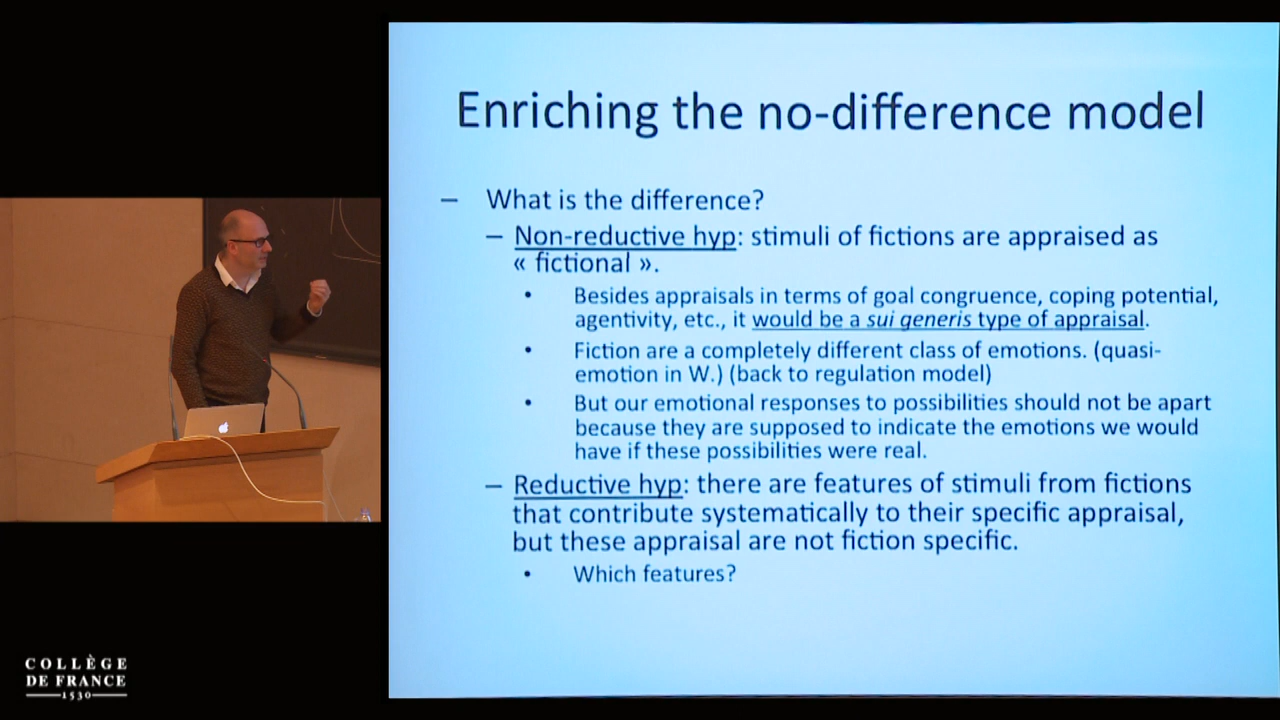 Enriching the no-difference model
– What is the difference?
– Non-reductive hyp: stimuli of fictions are appraised as
« fictional ».
• Besides appraisals in terms of goal congruence, coping potential,
agentivity, etc., it would be a sui generis type of appraisal.
• Fiction are a completely different class of emotions. (quasi-
emotion in W.) (back to regulation model)
• But our emotional responses to possibilities should not be apart
because they are supposed to indicate the emotions we would
have if these possibilities were real.
– Reductive hyp: there are features of stimuli from fictions
that contribute systematically to their specific appraisal,
but these appraisal are not fiction specific.
• Which features?
COLLÈGE
DE FRANCE
1530